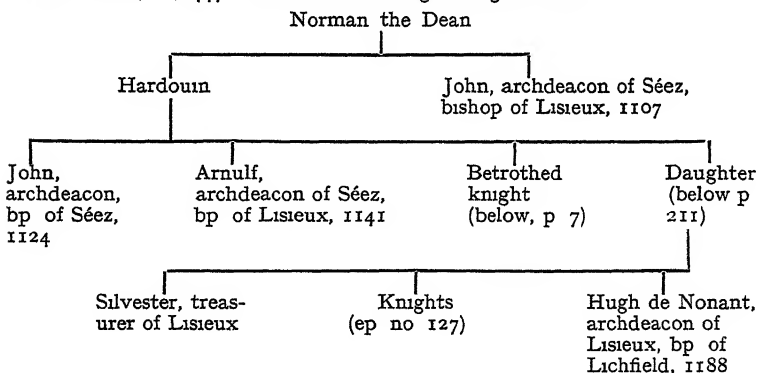 Norman the Dean
Hardouin
John, archdeacon of Séez,
bishop of Lisieux, 1107
John,
archdeacon,
bp of Séez,
1124
Arnulf,
archdeacon of Séez,
bp of Lisieux, 1141
Betrothed
knight
(below, p 7)
Daughter
(below p
211)
Silvester, treas-
urer of Lisieux
Knights
(ep no 127)
Hugh de Nonant,
archdeacon of
Lisieux, bp of
Lichfield, 1188